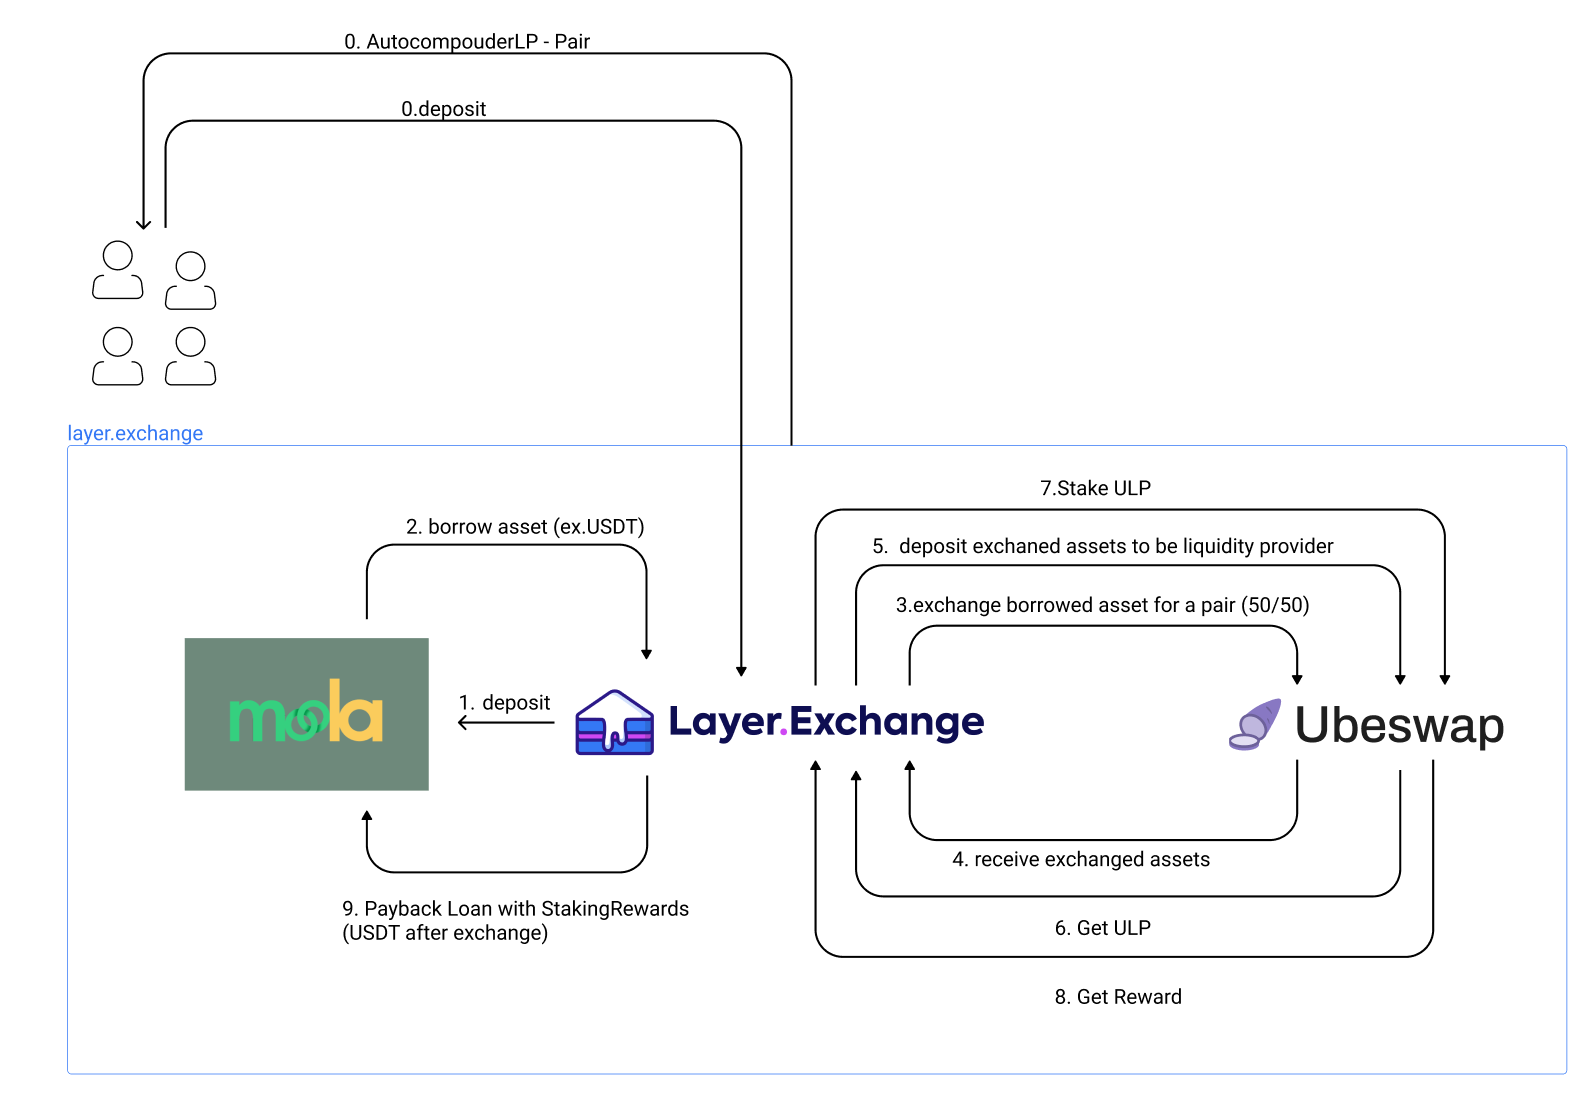 0. AutocompouderLP - Pair
0.deposit
layer.exchange
7.Stake ULP
2. borrow asset (ex.USDT)
5. deposit exchaned assets to be liquidity provider
3.exchange borrowed asset for a pair (50/50)
moola
1. deposit
Layer.Exchange
Ubeswap
4. receive exchanged assets
9. Payback Loan with StakingRewards
(USDT after exchange)
6. Get ULP
8. Get Reward